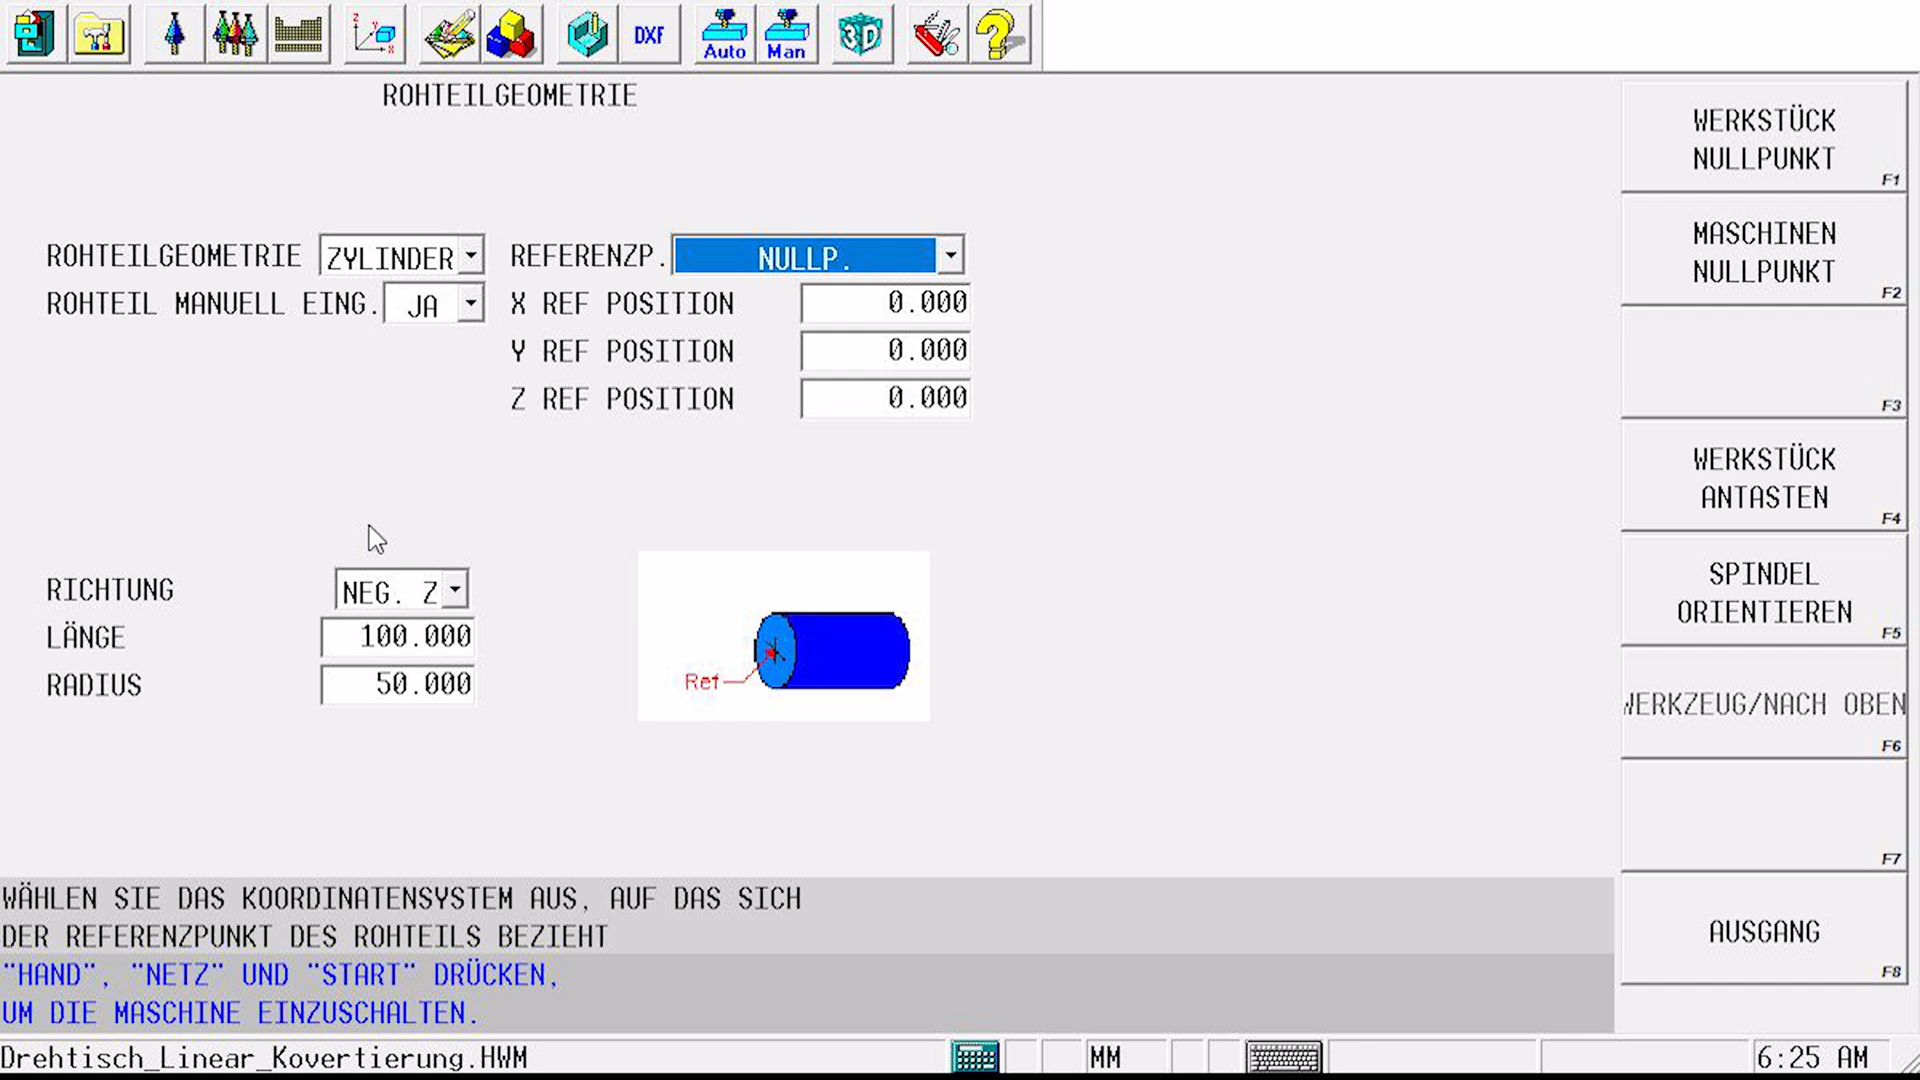 DXF
Auto
Man
3D
z
y
x
ROHTEILGEOMETRIE
ROHTEILGEOMETRIE ZYLINDER REFERENZP. NULLP.
ROHTEIL MANUELL EING. JA X REF POSITION 0.000
Y REF POSITION 0.000
Z REF POSITION 0.000
RICHTUNG NEG. Z
LÄNGE 100.000
RADIUS 50.000
Ref
WERKSTÜCK
NULLPUNKT
F1
MASCHINEN
NULLPUNKT
F2
F3
WERKSTÜCK
ANTASTEN
F4
SPINDEL
ORIENTIEREN
F5
WERKZEUG/NACH OBEN
F6
F7
AUSGANG
F8
WÄHLEN SIE DAS KOORDINATENSYSTEM AUS, AUF DAS SICH
DER REFERENZPUNKT DES ROHTEILS BEZIEHT
"HAND", "NETZ" UND "START" DRÜCKEN,
UM DIE MASCHINE EINZUSCHALTEN.
Drehtisch_Linear_Kovertierung.HWM MM 6:25 AM